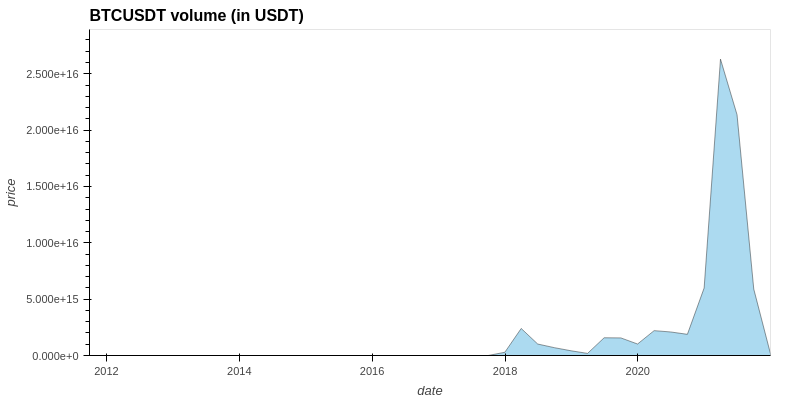 BTCUSDT volume (in USDT)
2.500e+16
2.000e+16
1.500e+16
1.000e+16
5.000e+15
0.000e+0
price
2012 2014 2016 2018 2020
date